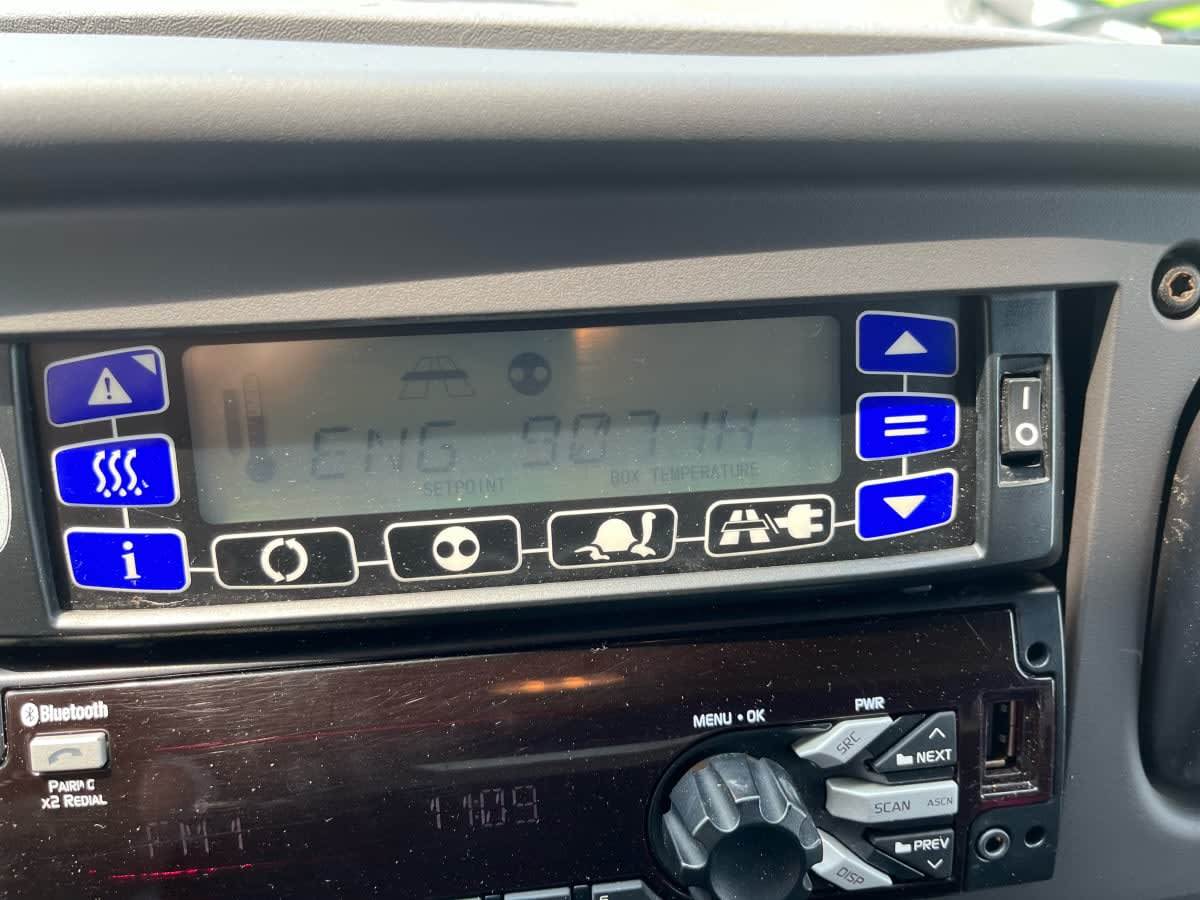 ENG 9071H
SETPOINT BOX TEMPERATURE
i
I
O
Bluetooth
PAIRING
X2 REDIAL
FM1
1109
MENU • OK
PWR
SRC
NEXT
SCAN ASCN
PREV
DISP